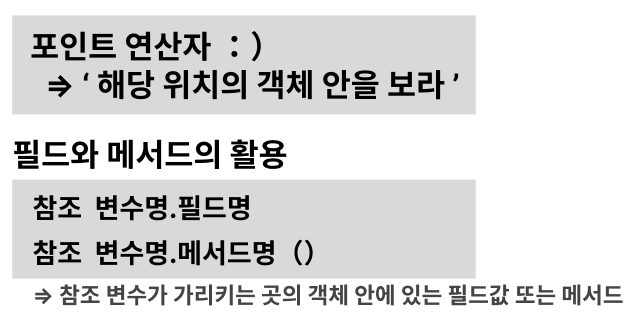 포인트 연산자 : )
⇒ ‘ 해당 위치의 객체 안을 보라 ’
필드와 메서드의 활용
참조 변수명.필드명
참조 변수명.메서드명 ()
⇒ 참조 변수가 가리키는 곳의 객체 안에 있는 필드값 또는 메서드